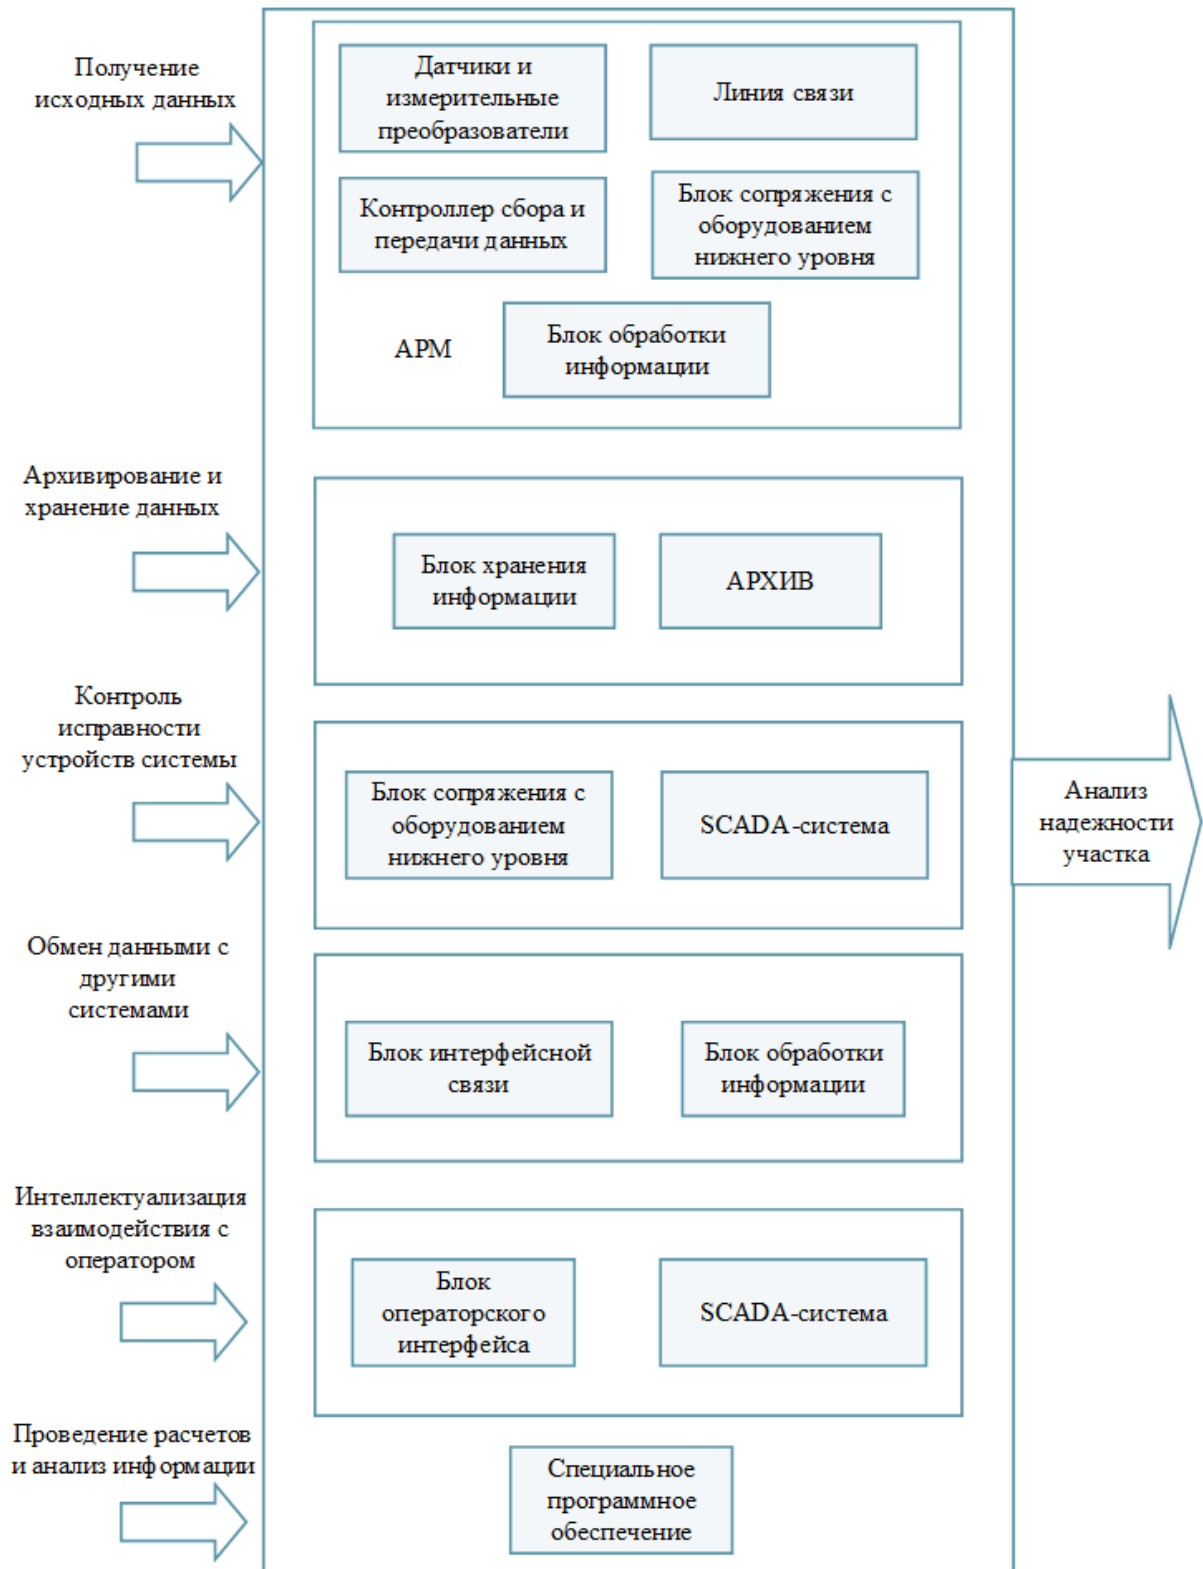 Получение
исходных данных
Датчики и
измерительные
преобразователи
Линия связи
Контроллер сбора и
передачи данных
Блок сопряжения с
оборудованием
нижнего уровня
АРМ
Блок обработки
информации
Архивирование и
хранение данных
Блок хранения
информации
АРХИВ
Контроль
исправности
устройств системы
Блок сопряжения с
оборудованием
нижнего уровня
SCADA-система
Анализ
надежности
участка
Обмен данными с
другими
системами
Блок интерфейсной
связи
Блок обработки
информации
Интеллектуализация
взаимодействия с
оператором
Блок
операторского
интерфейса
SCADA-система
Проведение расчетов
и анализ информации
Специальное
программное
обеспечение